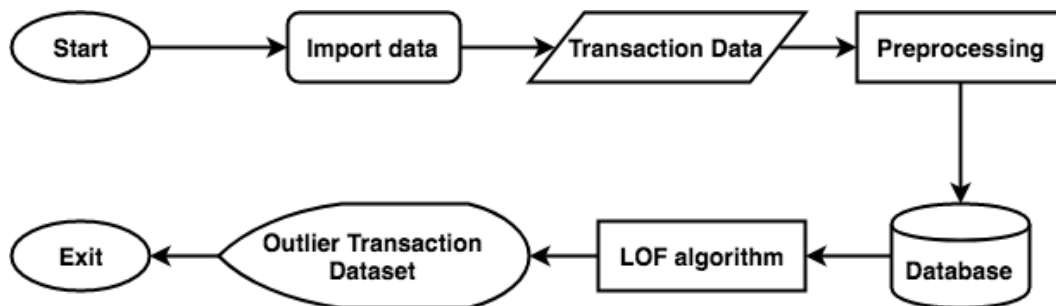 Start
Import data
Transaction Data
Preprocessing
Database
LOF algorithm
Outlier Transaction
Dataset
Exit